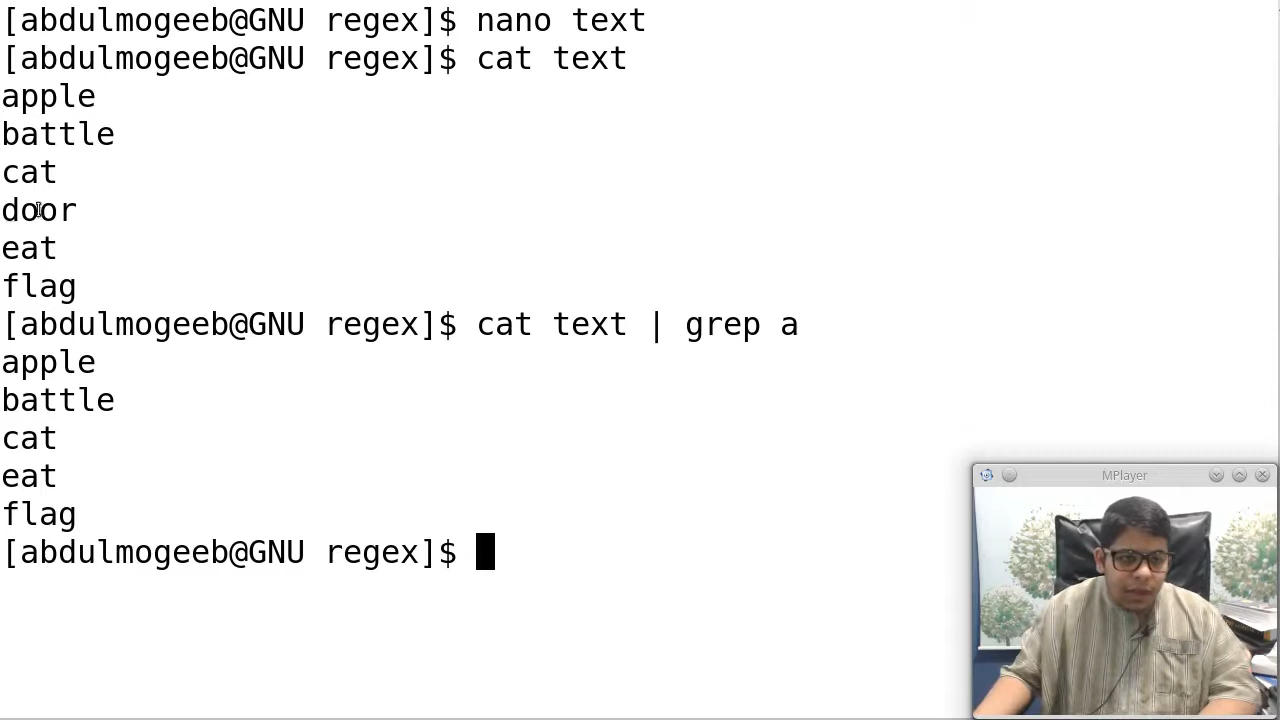 [abdulmogeeb@GNU regex]$ nano text
[abdulmogeeb@GNU regex]$ cat text
apple
battle
cat
door
eat
flag
[abdulmogeeb@GNU regex]$ cat text | grep a
apple
battle
cat
eat
flag
[abdulmogeeb@GNU regex]$
MPlayer